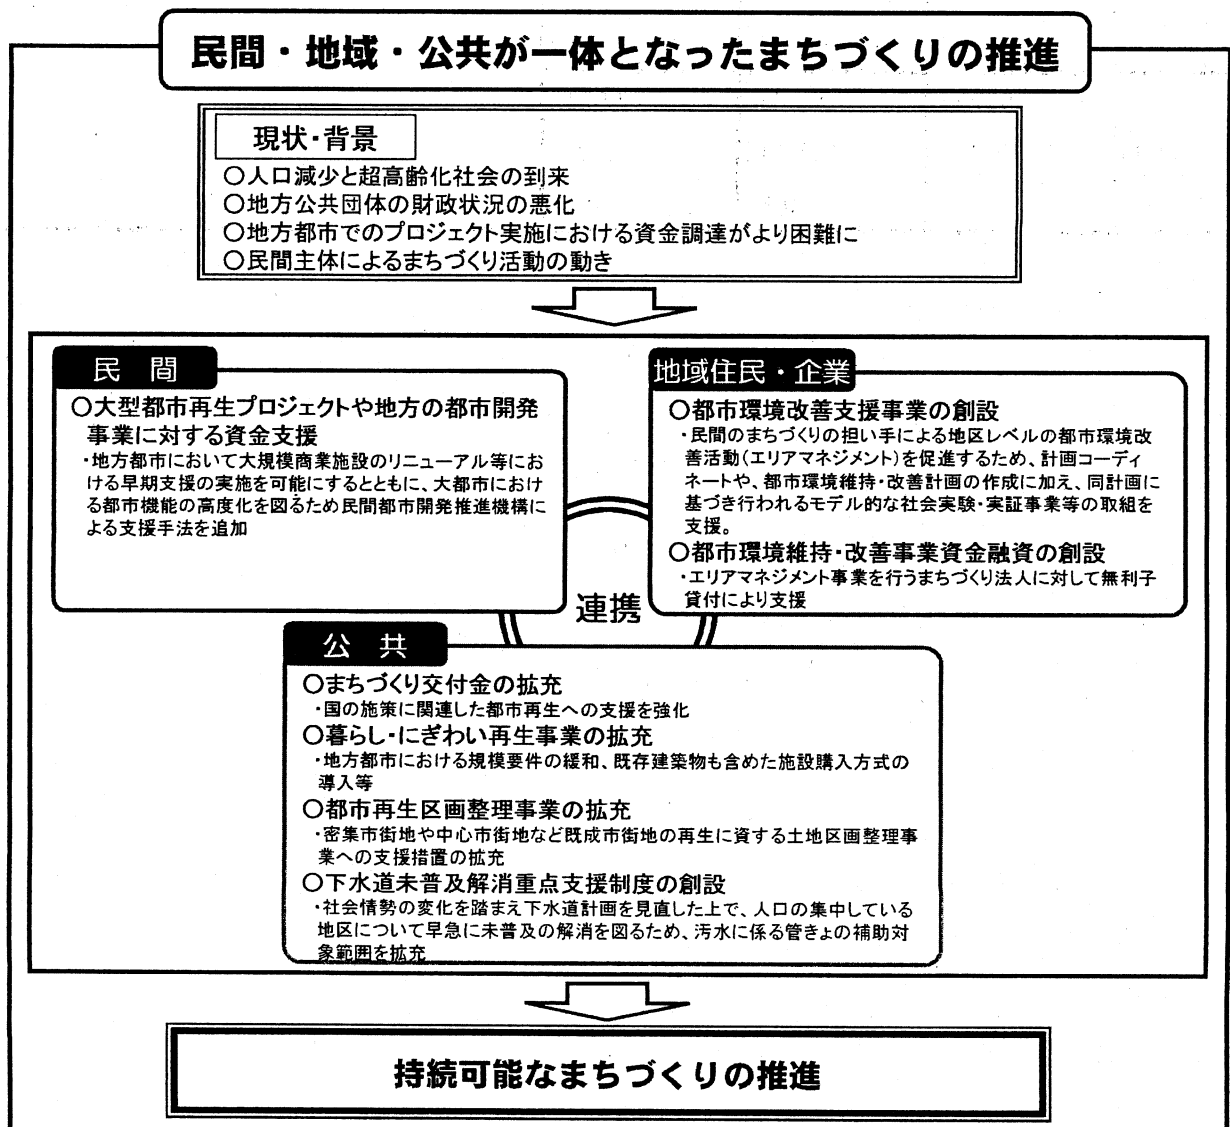 民間・地域・公共が一体となったまちづくりの推進
現状・背景
○人口減少と超高齢化社会の到来
○地方公共団体の財政状況の悪化
○地方都市でのプロジェクト実施における資金調達がより困難に
○民間主体によるまちづくり活動の動き
民 間
○大型都市再生プロジェクトや地方の都市開発
事業に対する資金支援
・地方都市において大規模商業施設のリニューアル等にお
ける早期支援の実施を可能にするとともに、大都市におけ
る都市機能の高度化を図るため民間都市開発推進機構に
よる支援手法を追加
地域住民・企業
○都市環境改善支援事業の創設
・民間のまちづくりの担い手による地区レベルの都市環境改
善活動(エリアマネジメント)を促進するため、計画コーディ
ネートや、都市環境維持・改善計画の作成に加え、同計画に
基づき行われるモデル的な社会実験・実証事業等の取組を
支援。
○都市環境維持・改善事業資金融資の創設
・エリアマネジメント事業を行うまちづくり法人に対して無利子
貸付により支援
連携
公 共
○まちづくり交付金の拡充
・国の施策に関連した都市再生への支援を強化
○暮らし・にぎわい再生事業の拡充
・地方都市における規模要件の緩和、既存建築物も含めた施設購入方式の
導入等
○都市再生区画整理事業の拡充
・密集市街地や中心市街地など既成市街地の再生に資する土地区画整理事
業への支援措置の拡充
○下水道未普及解消重点支援制度の創設
・社会情勢の変化を踏まえ下水道計画を見直した上で、人口の集中している
地区について早急に未普及の解消を図るため、汚水に係る管きょの補助対
象範囲を拡充
持続可能なまちづくりの推進